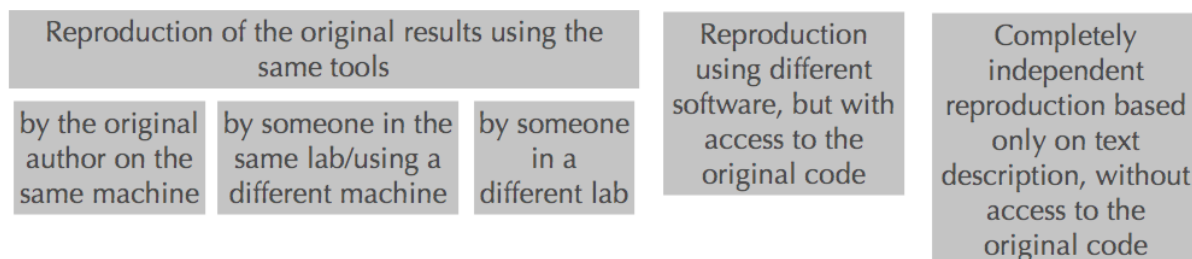 Reproduction of the original results using the
same tools
by the original
author on the
same machine
by someone in the
same lab/using a
different machine
by someone
in a
different lab
Reproduction
using different
software, but with
access to the
original code
Completely
independent
reproduction based
only on text
description, without
access to the
original code